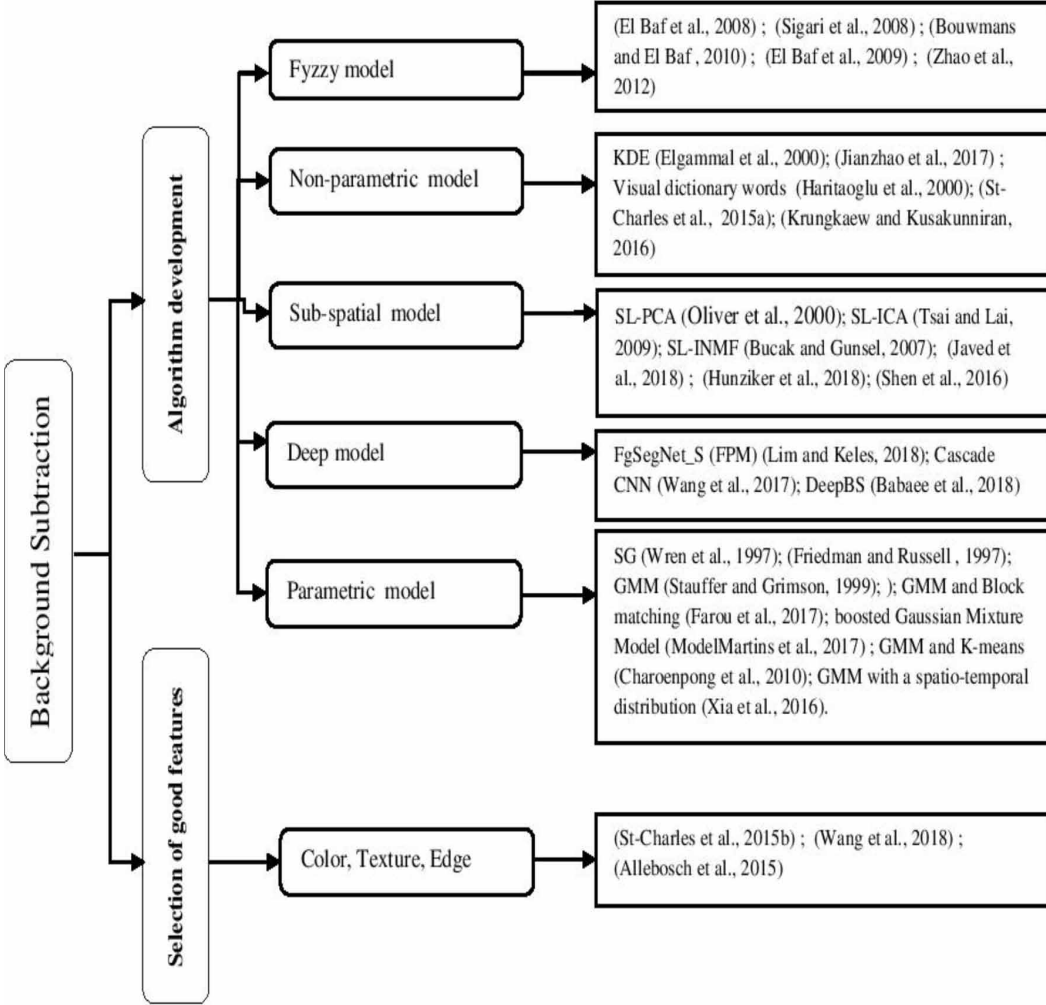 Background Subtraction
Algorithm development
Fyzzy model
(El Baf et al., 2008) ; (Sigari et al., 2008) ; (Bouwmans
and El Baf , 2010) ; (El Baf et al., 2009) ; (Zhao et al.,
2012)
Non-parametric model
KDE (Elgammal et al., 2000); (Jianzhao et al., 2017) ;
Visual dictionary words (Haritaoglu et al., 2000); (St-
Charles et al., 2015a); (Krungkaew and Kusakunniran,
2016)
Sub-spatial model
SL-PCA (Oliver et al., 2000); SL-ICA (Tsai and Lai,
2009); SL-INMF (Bucak and Gunsel, 2007); (Javed et
al., 2018) ; (Hunziker et al., 2018); (Shen et al., 2016)
Deep model
FgSegNet_S (FPM) (Lim and Keles, 2018); Cascade
CNN (Wang et al., 2017); DeepBS (Babaee et al., 2018)
Parametric model
SG (Wren et al., 1997); (Friedman and Russell , 1997);
GMM (Stauffer and Grimson, 1999); ); GMM and Block
matching (Farou et al., 2017); boosted Gaussian Mixture
Model (ModelMartins et al., 2017) ; GMM and K-means
(Charoenpong et al., 2010); GMM with a spatio-temporal
distribution (Xia et al., 2016).
Selection of good features
Color, Texture, Edge
(St-Charles et al., 2015b) ; (Wang et al., 2018) ;
(Allebosch et al., 2015)